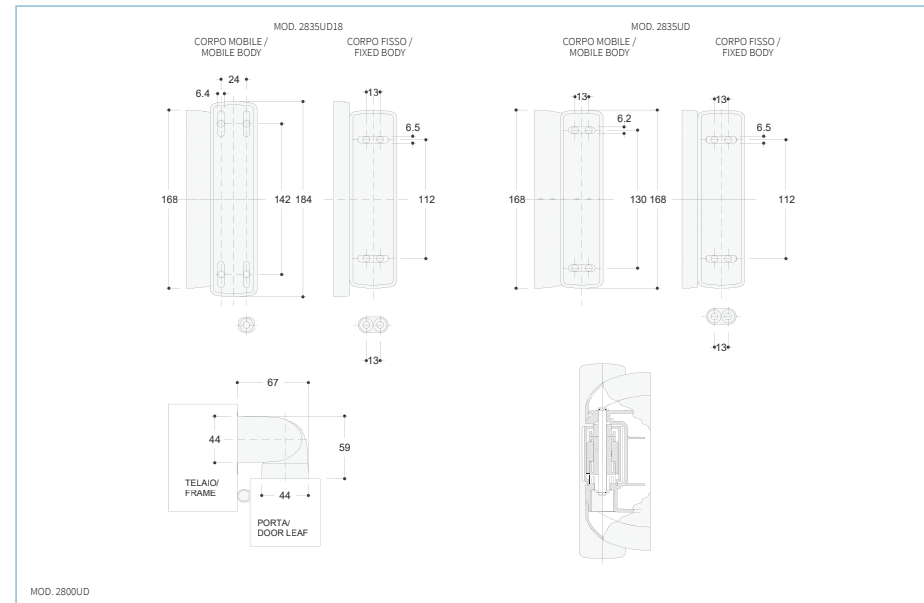 MOD. 2835UD18
CORPO MOBILE /
MOBILE BODY
CORPO FISSO /
FIXED BODY
24
6.4
13
6.5
168
142
184
112
13
MOD. 2835UD
CORPO MOBILE /
MOBILE BODY
CORPO FISSO /
FIXED BODY
13
6.2
13
6.5
168
130
168
112
13
67
44
59
TELAIO/
FRAME
44
PORTA/
DOOR LEAF
MOD. 2800UD